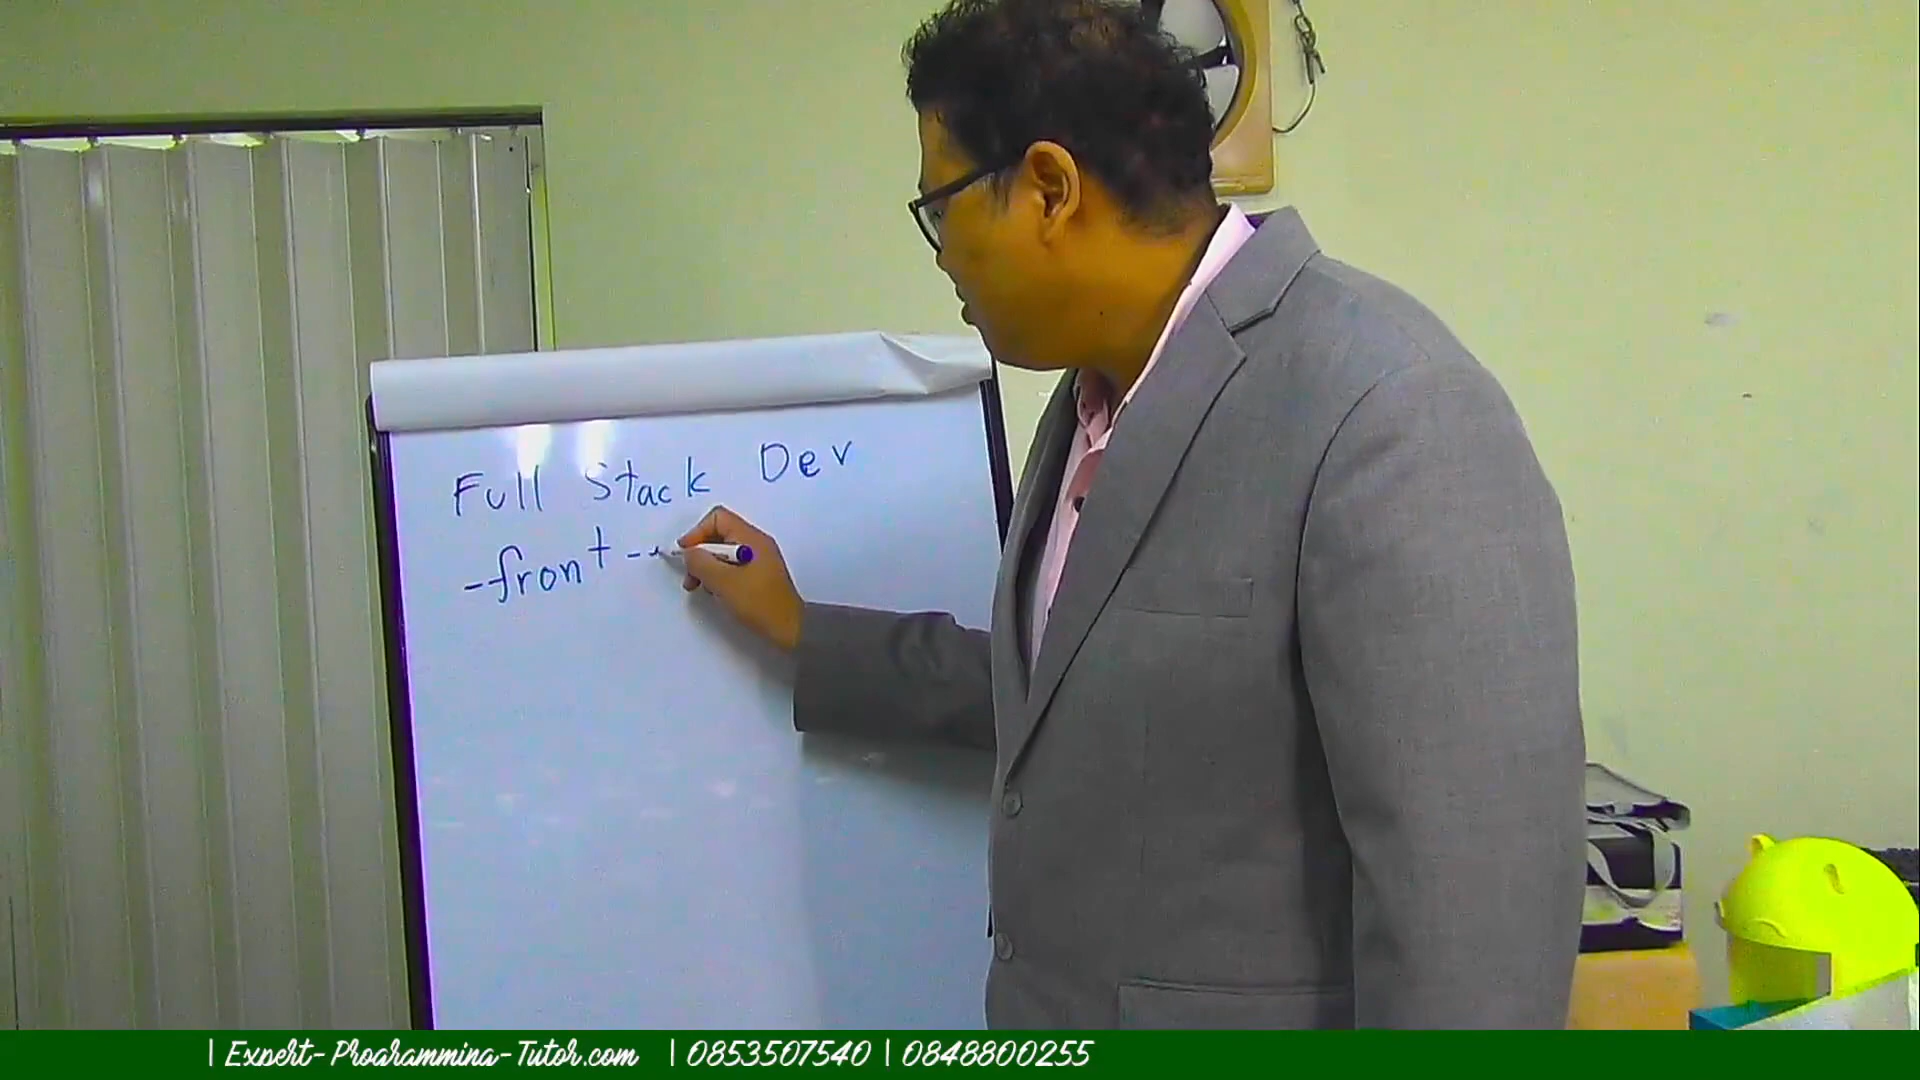 Full Stack Dev
-front-
| Expert-Programming-Tutor.com | 0853507540 | 0848800255